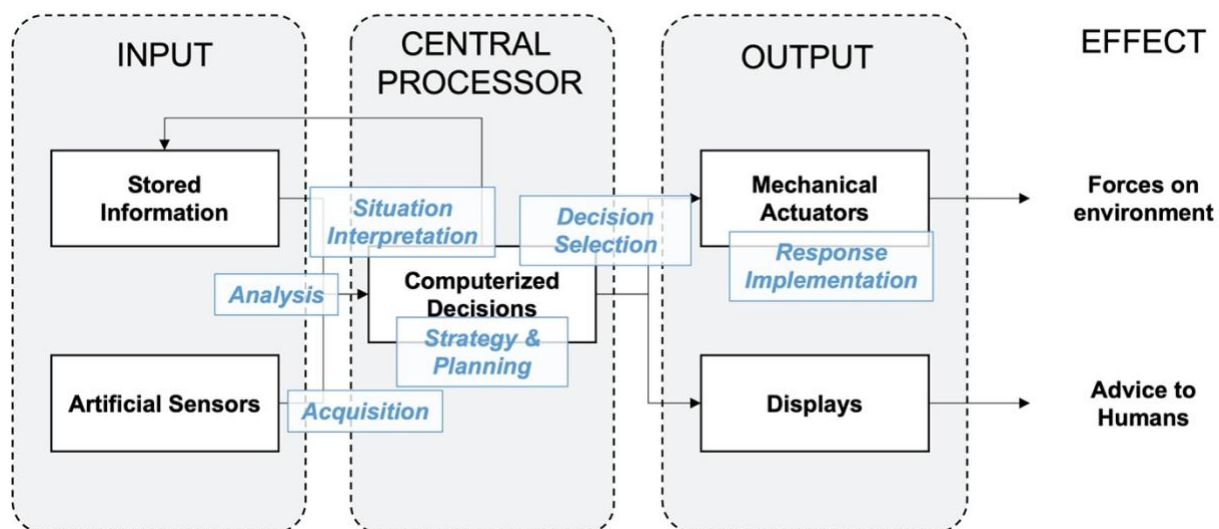 INPUT
CENTRAL
PROCESSOR
OUTPUT
EFFECT
Stored
Information
Situation
Interpretation
Decision
Selection
Mechanical
Actuators
Response
Implementation
Forces on
environment
Analysis
Computerized
Decisions
Strategy &
Planning
Artificial Sensors
Acquisition
Displays
Advice to
Humans